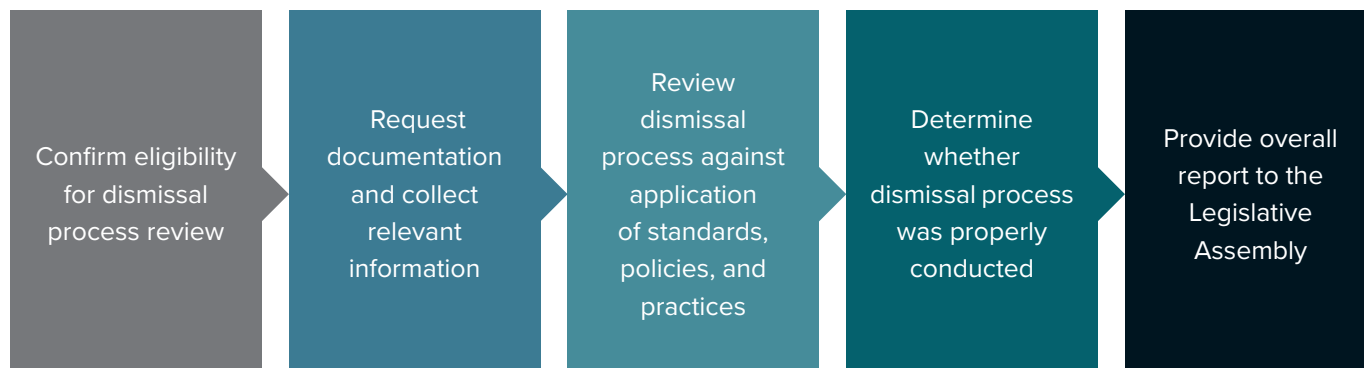 Confirm eligibility
for dismissal
process review
Request
documentation
and collect
relevant
information
Review
dismissal
process against
application
of standards,
policies, and
practices
Determine
whether
dismissal process
was properly
conducted
Provide overall
report to the
Legislative
Assembly